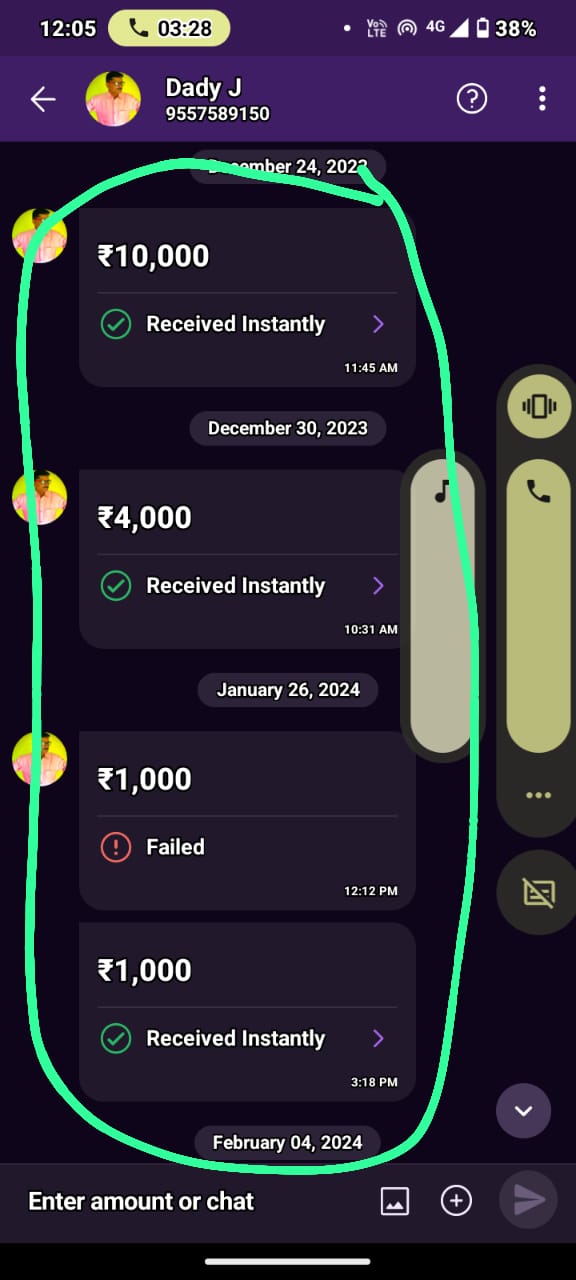 12:05 03:28 Vo LTE 4G 38%
Dady J
9557589150
December 24, 2023
₹10,000
Received Instantly
11:45 AM
December 30, 2023
₹4,000
Received Instantly
10:31 AM
January 26, 2024
₹1,000
Failed
12:12 PM
₹1,000
Received Instantly
3:18 PM
February 04, 2024
Enter amount or chat